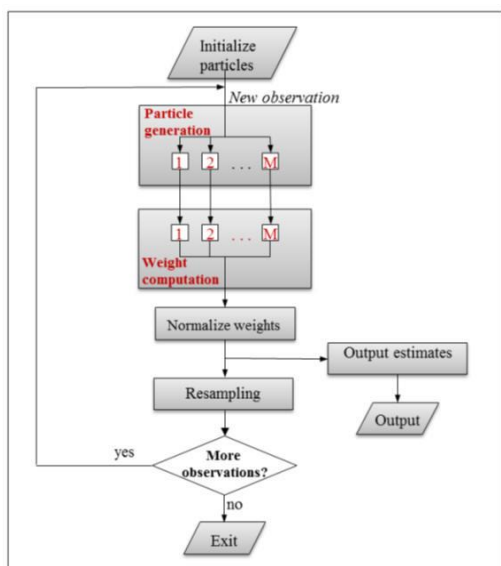 Initialize
particles
New observation
Particle
generation
1 2 ... M
1 2 ... M
Weight
computation
Normalize weights
Output estimates
Resampling
Output
yes
More
observations?
no
Exit